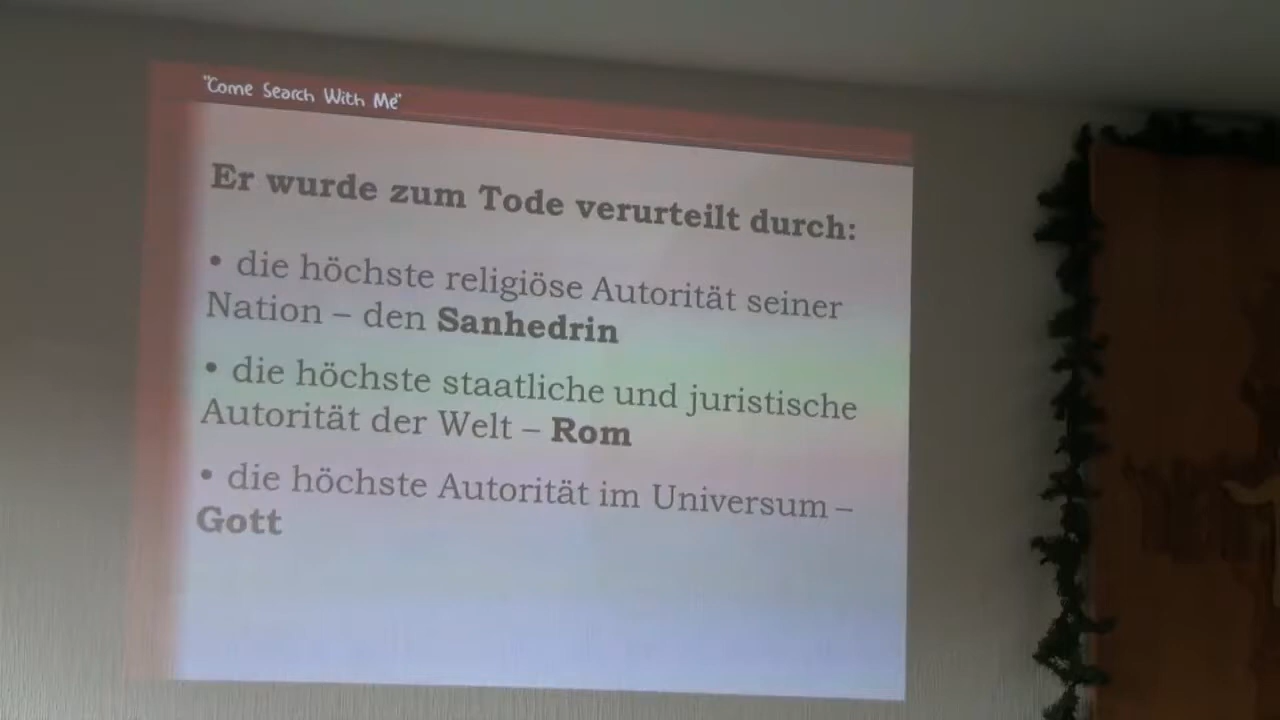 "Come Search With Me"
Er wurde zum Tode verurteilt durch:
• die höchste religiöse Autorität seiner
Nation – den Sanhedrin
• die höchste staatliche und juristische
Autorität der Welt – Rom
• die höchste Autorität im Universum –
Gott